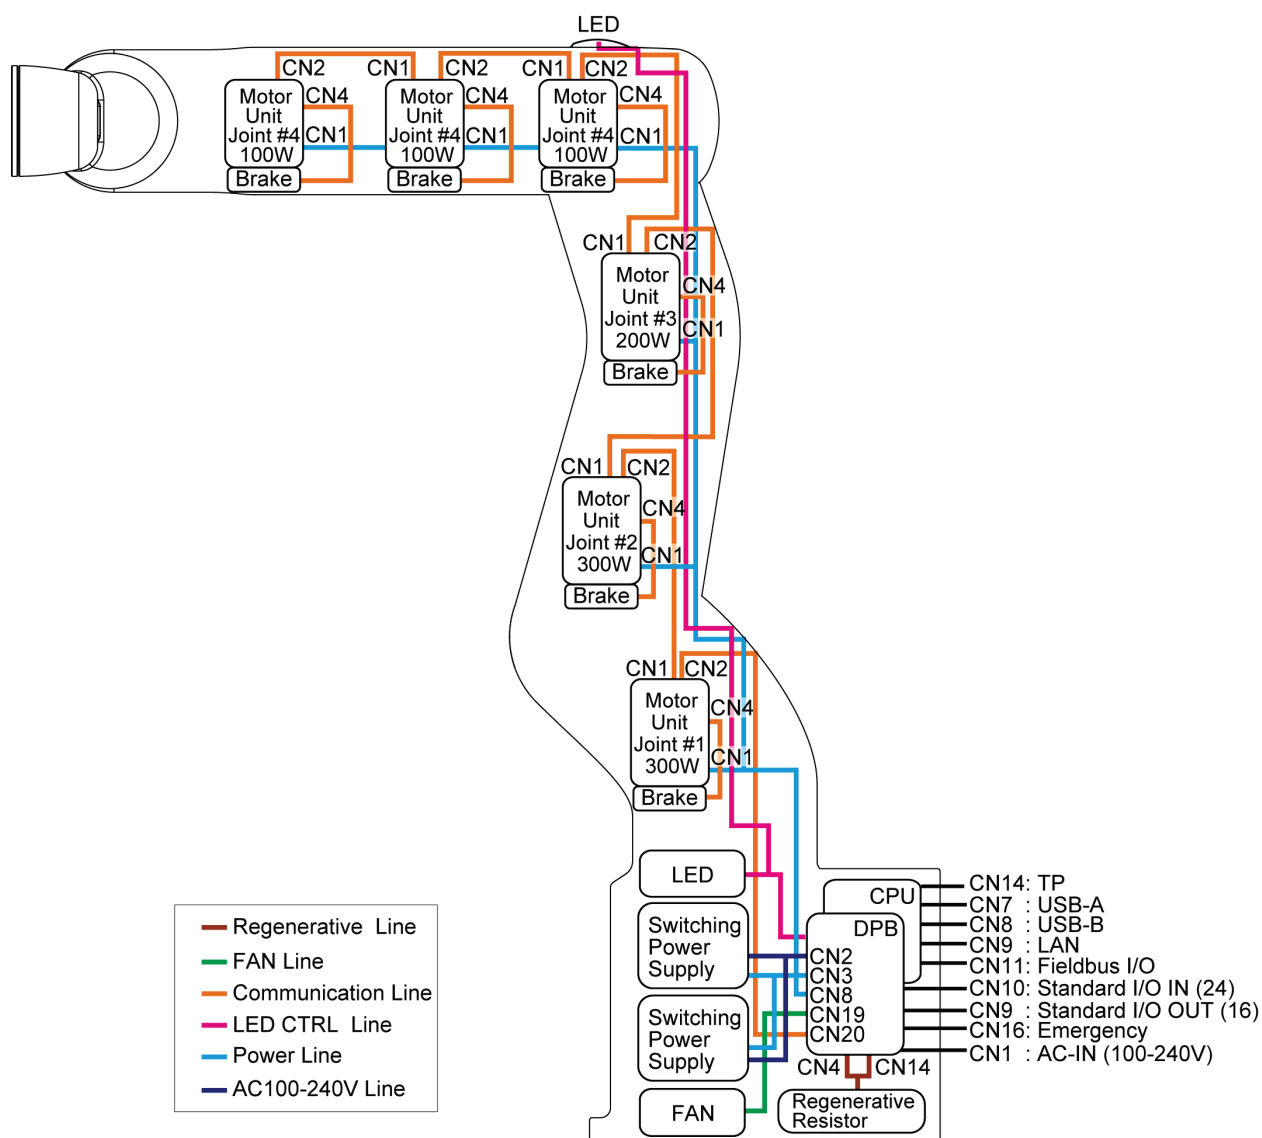 LED
CN2
CN1
CN2
CN1
CN2
Motor
Unit
Joint #4
100W
CN4
CN1
Brake
Motor
Unit
Joint #4
100W
CN4
CN1
Brake
Motor
Unit
Joint #4
100W
CN4
CN1
Brake
CN1
CN2
Motor
Unit
Joint #3
200W
CN4
CN1
Brake
CN1
CN2
Motor
Unit
Joint #2
300W
CN4
CN1
Brake
CN1
CN2
Motor
Unit
Joint #1
300W
CN4
CN1
Brake
LED
Switching
Power
Supply
Switching
Power
Supply
FAN
CPU
DPB
CN2
CN3
CN8
CN19
CN20
CN4
CN14
Regenerative
Resistor
CN14: TP
CN7 : USB-A
CN8 : USB-B
CN9 : LAN
CN11: Fieldbus I/O
CN10: Standard I/O IN (24)
CN9 : Standard I/O OUT (16)
CN16: Emergency
CN1 : AC-IN (100-240V)
Regenerative Line
FAN Line
Communication Line
LED CTRL Line
Power Line
AC100-240V Line